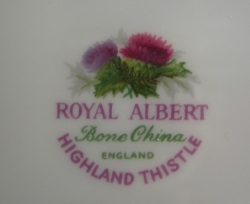 ROYAL ALBERT
Bone China
ENGLAND
HIGHLAND THISTLE